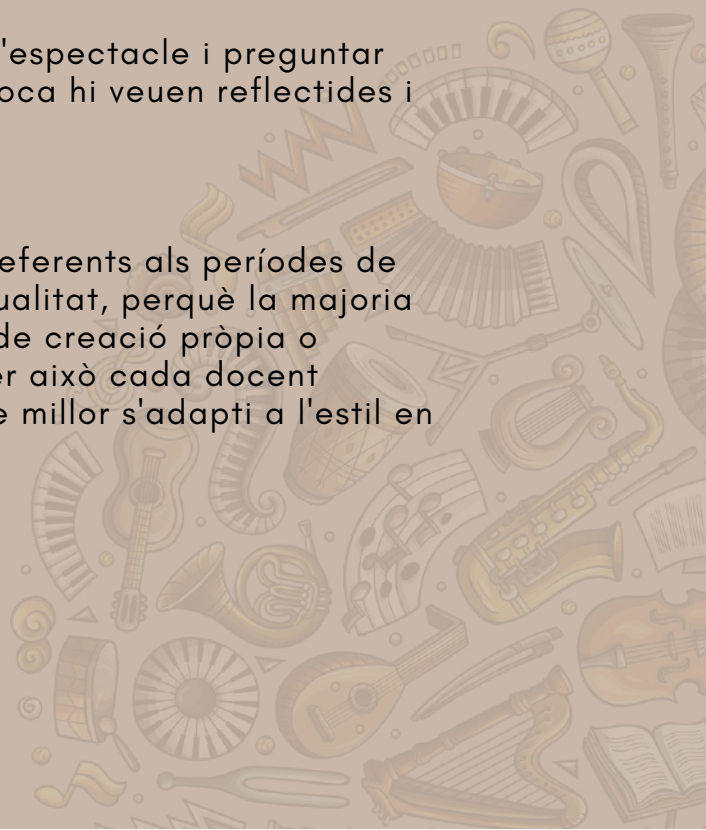 'espectacle i preguntar
oca hi veuen reflectides i
eferents als períodes de
ualitat, perquè la majoria
de creació pròpia o
er això cada docent
e millor s'adapti a l'estil en